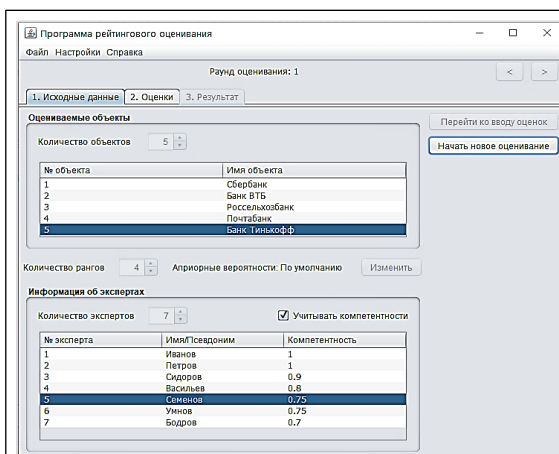 Программа рейтингового оценивания
Файл Настройки Справка
Раунд оценивания: 1
< >
1. Исходные данные 2. Оценки 3. Результат
Оцениваемые объекты
Перейти ко вводу оценок
Количество объектов 5
Начать новое оценивание
№ объекта Имя объекта
1 Сбербанк
2 Банк ВТБ
3 Россельхозбанк
4 Почтабанк
5 Банк Тинькофф
Количество рангов 4 Априорные вероятности: По умолчанию Изменить
Информация об экспертах
Количество экспертов 7 Учитывать компетентности
№ эксперта Имя/Псевдоним Компетентность
1 Иванов 1
2 Петров 1
3 Сидоров 0.9
4 Васильев 0.8
5 Семенов 0.75
6 Умнов 0.75
7 Бодров 0.7